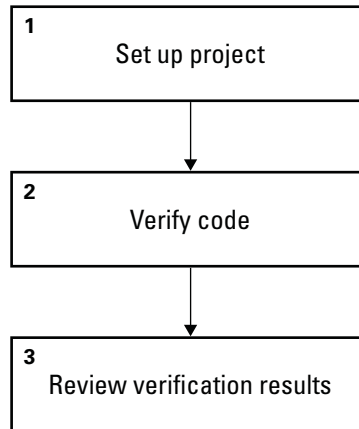 1
Set up project
2
Verify code
3
Review verification results